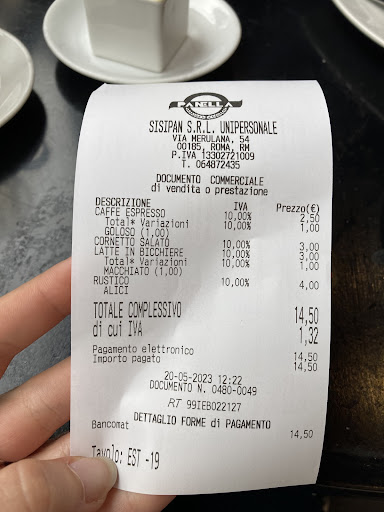 PANELLA
SISIPAN S.R.L. UNIPERSONALE
VIA MERULANA, 54
00185, ROMA, RM
P.IVA 13302721009
T. 064872435
DOCUMENTO COMMERCIALE
di vendita o prestazione
DESCRIZIONE IVA Prezzo(€)
CAFFE ESPRESSO 10,00% 2,50
Total* Variazioni 10,00% 1,00
GOLOSO (1,00)
CORNETTO SALATO 10,00% 3,00
LATTE IN BICCHIERE 10,00% 3,00
Total* Variazioni 10,00% 1,00
MACCHIATO (1,00)
RUSTICO 10,00% 4,00
ALICI
TOTALE COMPLESSIVO 14,50
di cui IVA 1,32
Pagamento elettronico 14,50
Importo pagato 14,50
20-05-2023 12:22
DOCUMENTO N. 0480-0049
RT 99IEB022127
DETTAGLIO FORME di PAGAMENTO
Bancomat 14,50
Tavolo: EST -19